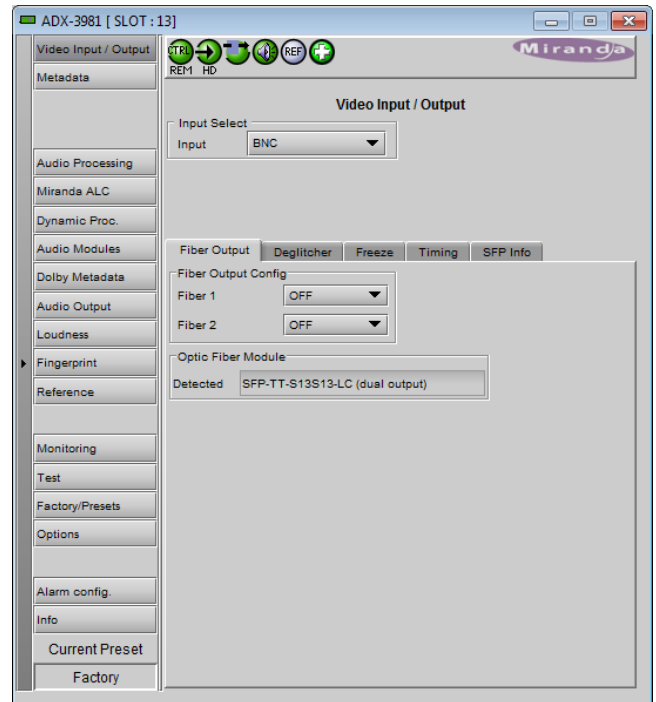 ADX-3981 [ SLOT : 13]
Video Input / Output
Metadata
Audio Processing
Miranda ALC
Dynamic Proc.
Audio Modules
Dolby Metadata
Audio Output
Loudness
Fingerprint
Reference
Monitoring
Test
Factory/Presets
Options
Alarm config.
Info
Current Preset
Factory
CTRL
REF
REM HD
Miranda
Video Input / Output
Input Select
Input BNC
Fiber Output Deglitcher Freeze Timing SFP Info
Fiber Output Config
Fiber 1 OFF
Fiber 2 OFF
Optic Fiber Module
Detected SFP-TT-S13S13-LC (dual output)